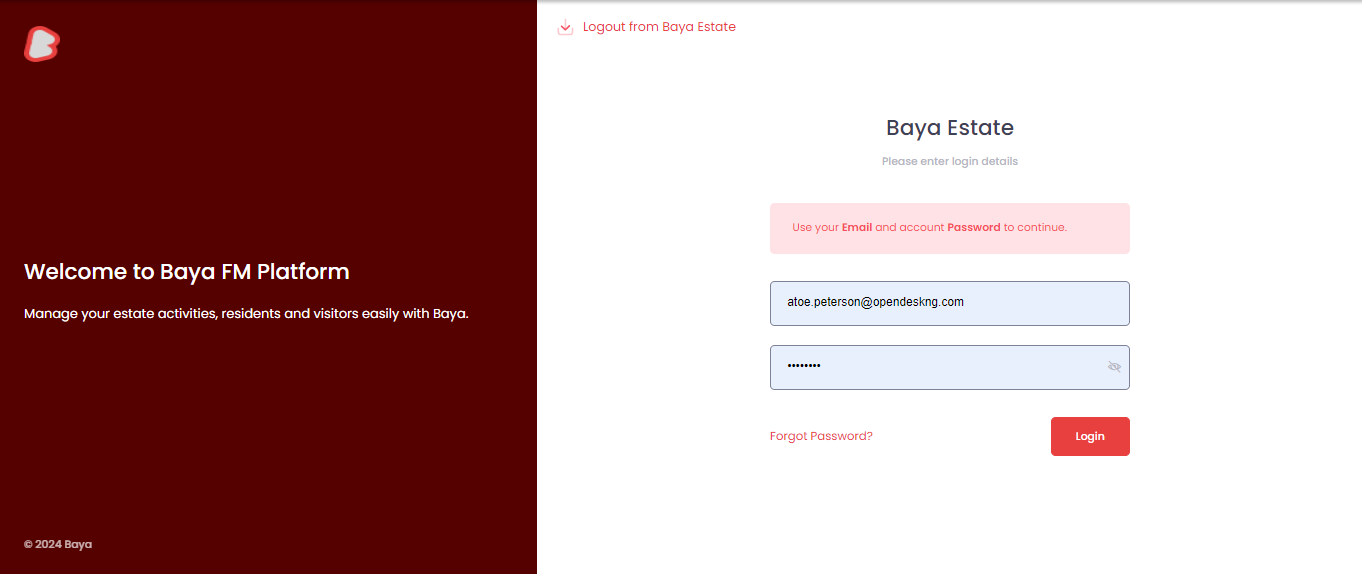 Logout from Baya Estate
Baya Estate
Please enter login details
Use your Email and account Password to continue.
atoe.peterson@opendeskng.com
••••••••
Forgot Password?
Login
Welcome to Baya FM Platform
Manage your estate activities, residents and visitors easily with Baya.
© 2024 Baya